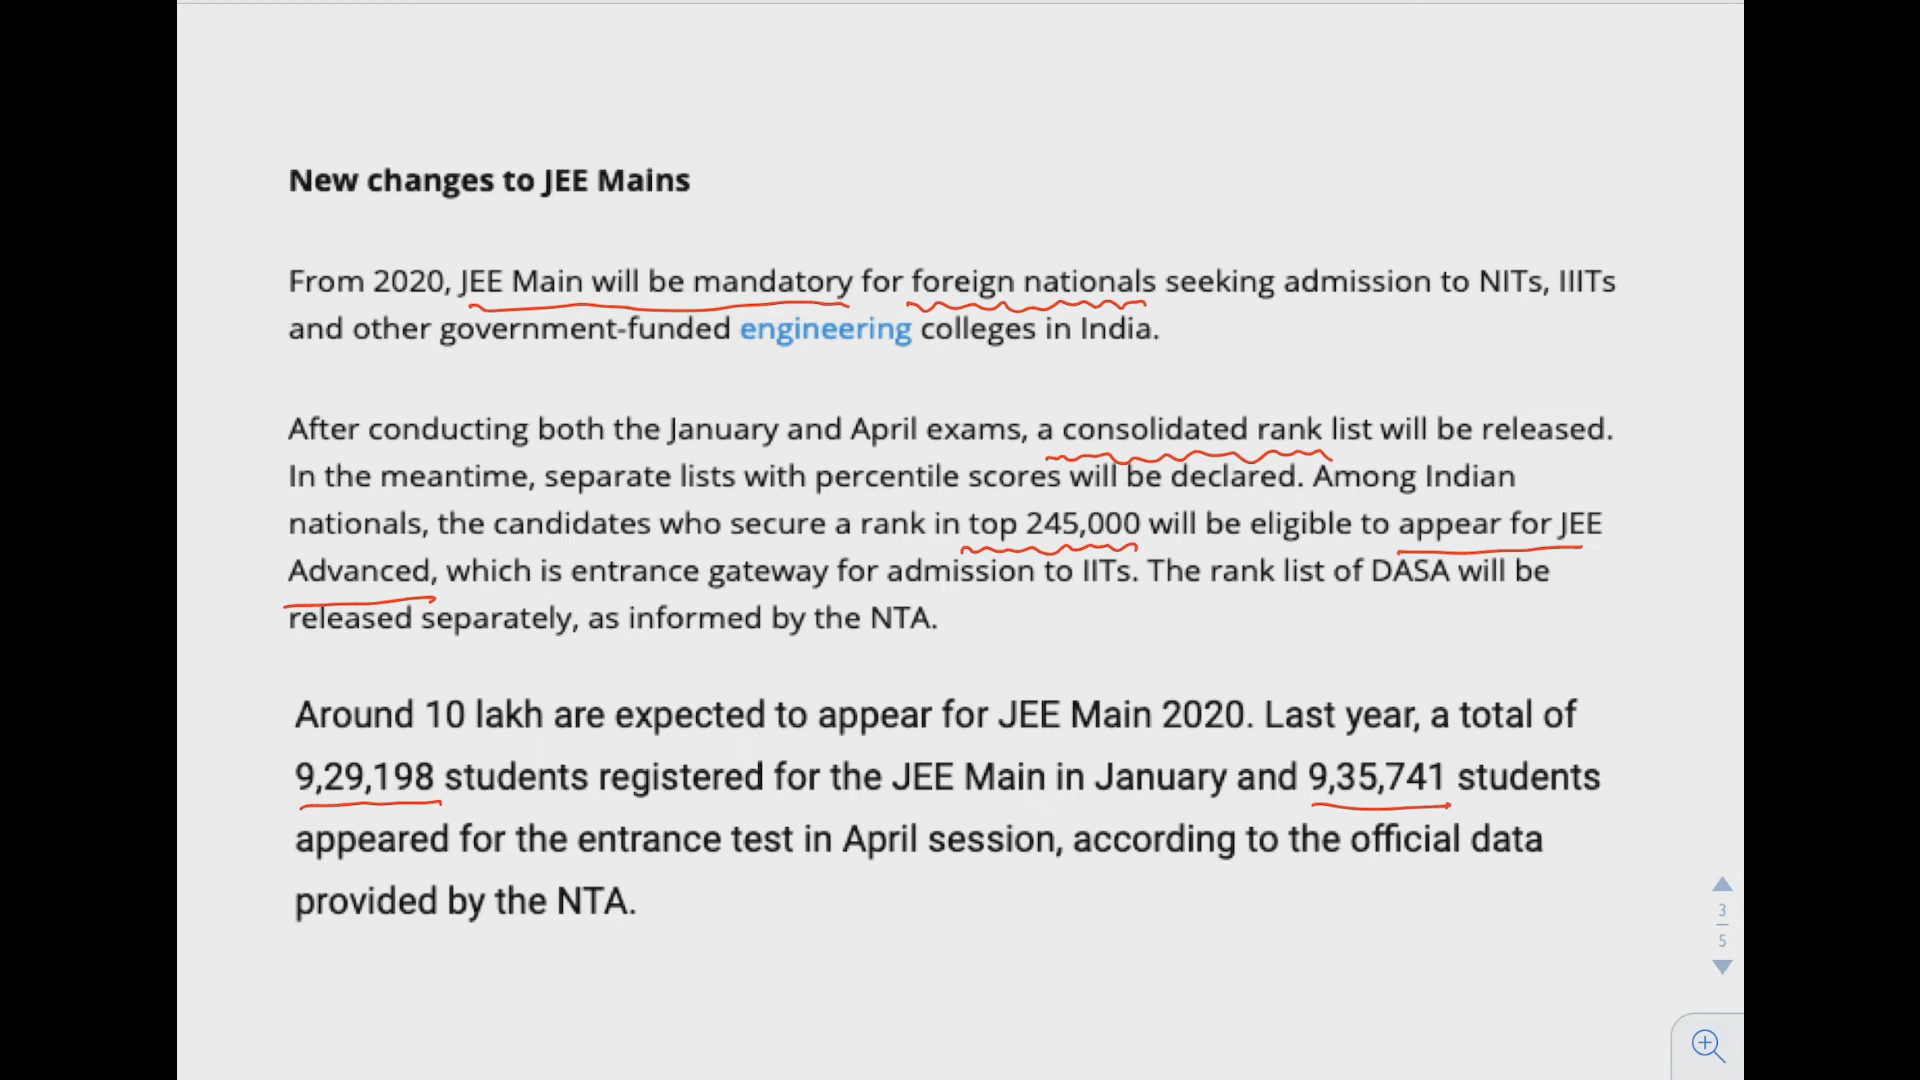 New changes to JEE Mains
From 2020, JEE Main will be mandatory for foreign nationals seeking admission to NITs, IIITs
and other government-funded engineering colleges in India.
After conducting both the January and April exams, a consolidated rank list will be released.
In the meantime, separate lists with percentile scores will be declared. Among Indian
nationals, the candidates who secure a rank in top 245,000 will be eligible to appear for JEE
Advanced, which is entrance gateway for admission to IITs. The rank list of DASA will be
released separately, as informed by the NTA.
Around 10 lakh are expected to appear for JEE Main 2020. Last year, a total of
9,29,198 students registered for the JEE Main in January and 9,35,741 students
appeared for the entrance test in April session, according to the official data
provided by the NTA.
3
5